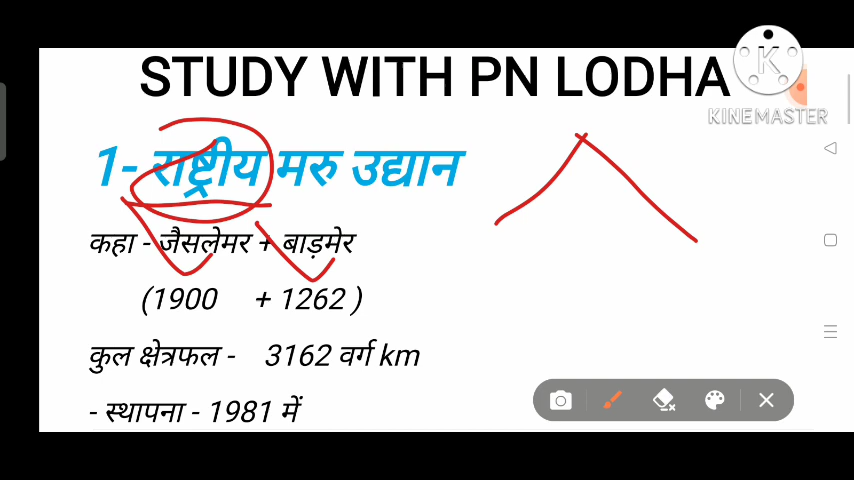 STUDY WITH PN LODHA
K
KINEMASTER
1- राष्ट्रीय मरु उद्यान
कहा - जैसलेमर + बाड़मेर
(1900 + 1262 )
कुल क्षेत्रफल - 3162 वर्ग km
- स्थापना - 1981 में